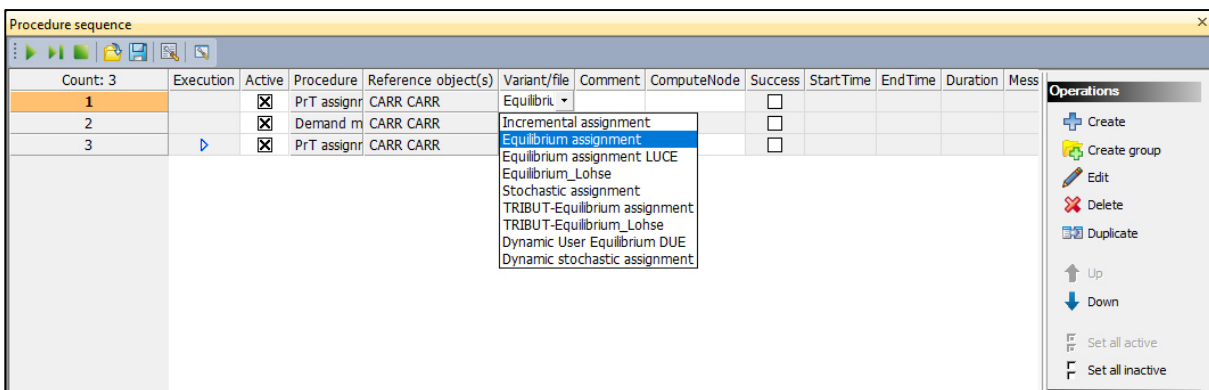 Procedure sequence
Count: 3 Execution Active Procedure Reference object(s) Variant/file Comment ComputeNode Success StartTime EndTime Duration Mess
1 PrT assignr CARR CARR Equilibriu
2 Demand m CARR CARR
3 PrT assignr CARR CARR
Incremental assignment
Equilibrium assignment
Equilibrium assignment LUCE
Equilibrium_Lohse
Stochastic assignment
TRIBUT-Equilibrium assignment
TRIBUT-Equilibrium_Lohse
Dynamic User Equilibrium DUE
Dynamic stochastic assignment
Operations
Create
Create group
Edit
Delete
Duplicate
Up
Down
Set all active
Set all inactive